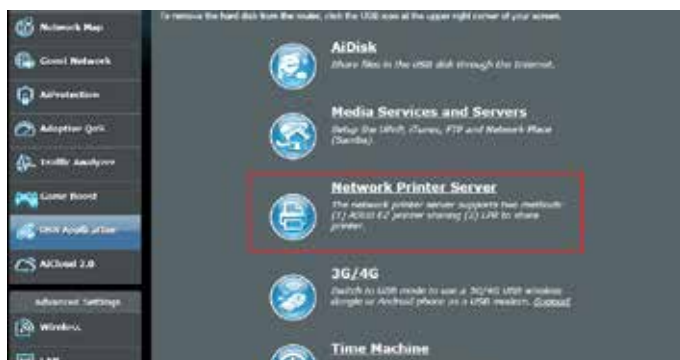 To remove the hard disk from the router, click the USB icon at the upper right corner of your screen.
Network Map
Guest Network
AiProtection
Adaptive QoS
Traffic Analyzer
Game Boost
USB Application
AiCloud 2.0
Advanced Settings
Wireless
LAN
AiDisk
Share files in the USB disk through the Internet.
Media Services and Servers
Setup the UPnP, iTunes, FTP and Network Place
(Samba).
Network Printer Server
The network printer server supports two methods:
(1) ASUS EZ printer sharing (2) LPR to share
printer.
3G/4G
Switch to USB mode to use a 3G/4G USB wireless
dongle or Android phone as a USB modem. Support
Time Machine